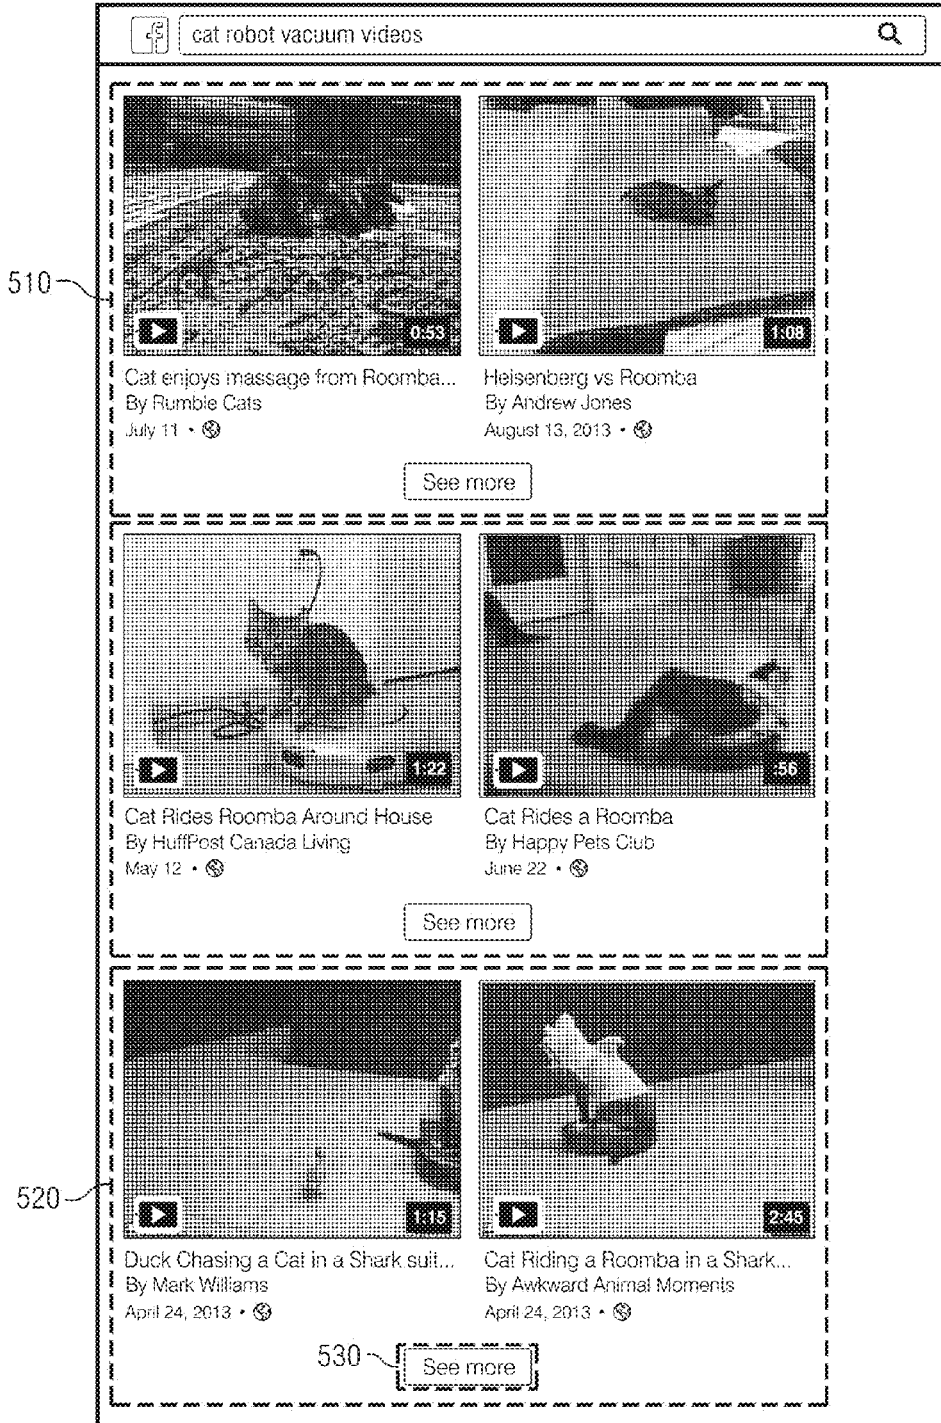 f
cat robot vacuum videos
510
0:53
1:08
Cat enjoys massage from Roomba...
By Rumble Cats
July 11 •
Heisenberg vs Roomba
By Andrew Jones
August 13, 2013 •
See more
1:22
:56
Cat Rides Roomba Around House
By HuffPost Canada Living
May 12 •
Cat Rides a Roomba
By Happy Pets Club
June 22 •
See more
520
1:15
2:45
Duck Chasing a Cat in a Shark suit...
By Mark Williams
April 24, 2013 •
Cat Riding a Roomba in a Shark...
By Awkward Animal Moments
April 24, 2013 •
530
See more